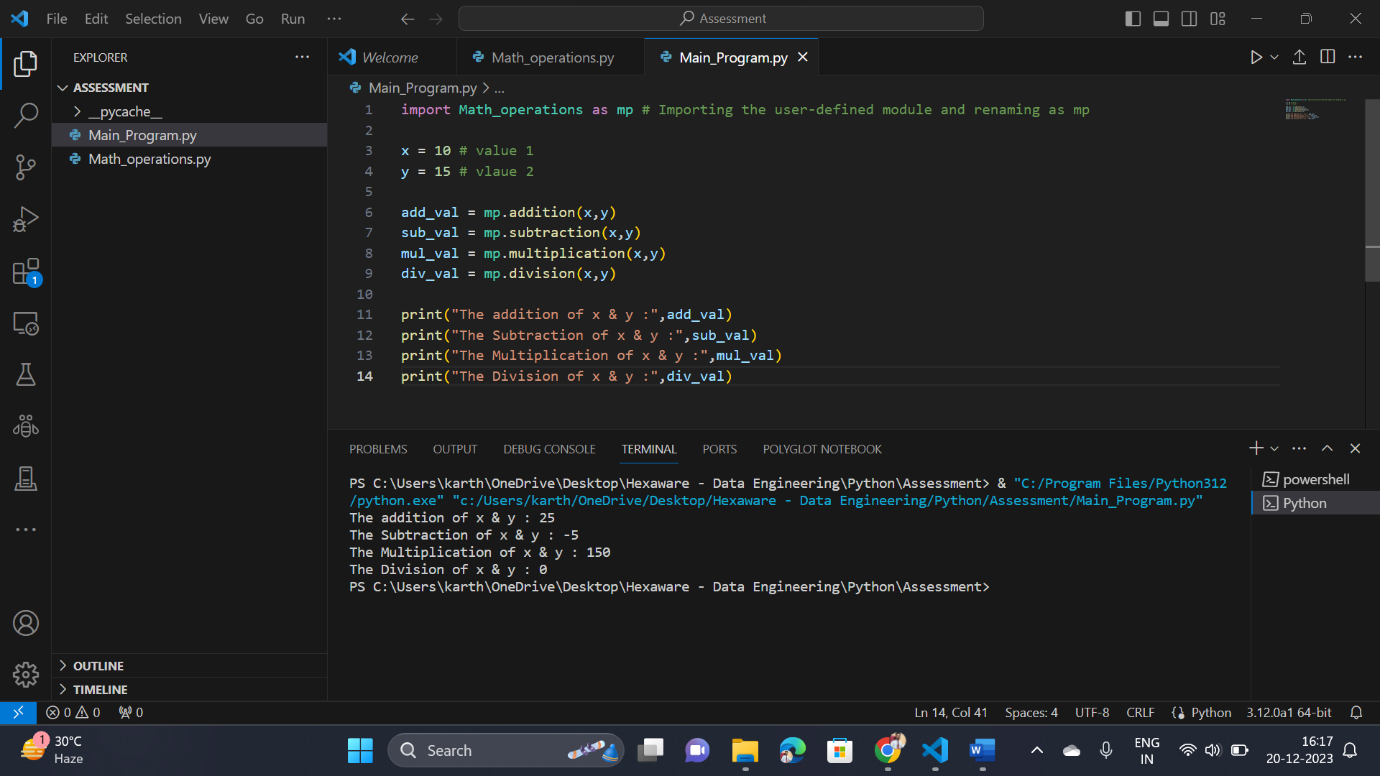 File Edit Selection View Go Run ···
Assessment
EXPLORER
Welcome
Math_operations.py
Main_Program.py
ASSESSMENT
Main_Program.py > ...
__pycache__
Main_Program.py
Math_operations.py
1 import Math_operations as mp # Importing the user-defined module and renaming as mp
2
3 x = 10 # value 1
4 y = 15 # vlaue 2
5
6 add_val = mp.addition(x,y)
7 sub_val = mp.subtraction(x,y)
8 mul_val = mp.multiplication(x,y)
9 div_val = mp.division(x,y)
10
11 print("The addition of x & y :",add_val)
12 print("The Subtraction of x & y :",sub_val)
13 print("The Multiplication of x & y :",mul_val)
14 print("The Division of x & y :",div_val)
1
PROBLEMS OUTPUT DEBUG CONSOLE TERMINAL PORTS POLYGLOT NOTEBOOK
PS C:\Users\karth\OneDrive\Desktop\Hexaware - Data Engineering\Python\Assessment> & "C:/Program Files/Python312
/python.exe" "c:/Users/karth/OneDrive/Desktop/Hexaware - Data Engineering/Python/Assessment/Main_Program.py"
The addition of x & y : 25
The Subtraction of x & y : -5
The Multiplication of x & y : 150
The Division of x & y : 0
PS C:\Users\karth\OneDrive\Desktop\Hexaware - Data Engineering\Python\Assessment>
powershell
Python
OUTLINE
TIMELINE
0 0 0
Ln 14, Col 41 Spaces: 4 UTF-8 CRLF Python 3.12.0a1 64-bit
1
30°C
Haze
Search
ENG
IN
16:17
20-12-2023